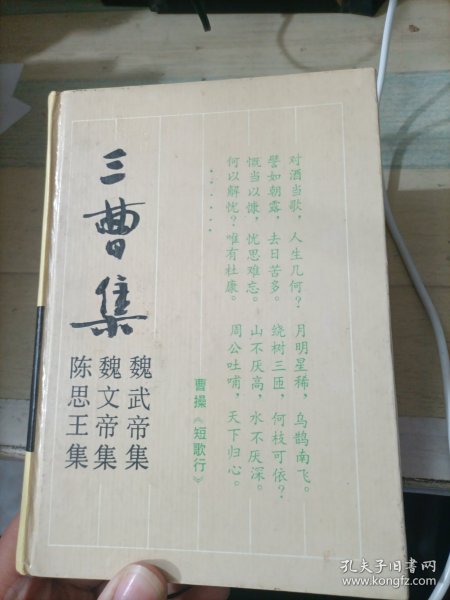 三曹集
魏武帝集
魏文帝集
陈思王集
对酒当歌，人生几何？
譬如朝露，去日苦多。
慨当以慷，忧思难忘。
何以解忧？唯有杜康。
……
月明星稀，乌鹊南飞。
绕树三匝，何枝可依？
山不厌高，水不厌深。
周公吐哺，天下归心。
曹操《短歌行》
孔夫子旧书网
www.kongfz.com